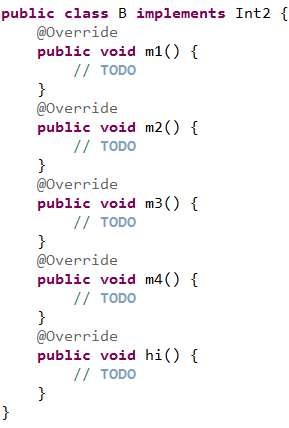 public class B implements Int2 {
    @Override
    public void m1() {
        // TODO
    }
    @Override
    public void m2() {
        // TODO
    }
    @Override
    public void m3() {
        // TODO
    }
    @Override
    public void m4() {
        // TODO
    }
    @Override
    public void hi() {
        // TODO
    }
}